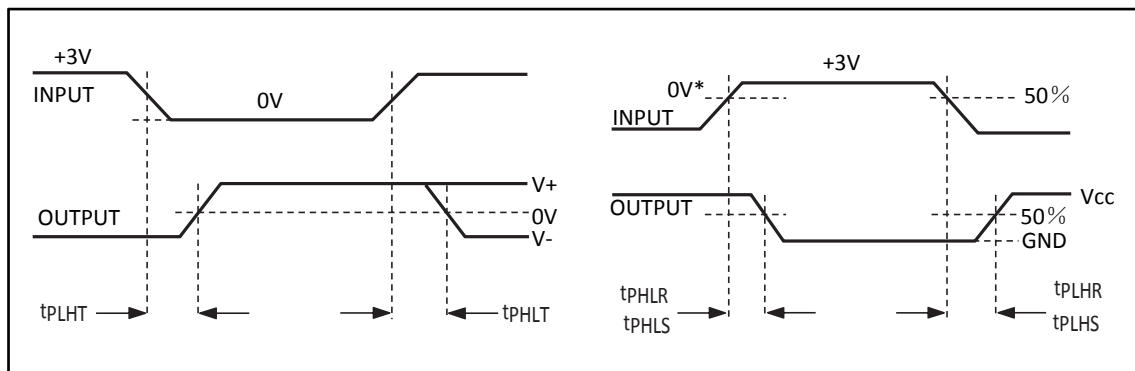 +3V
INPUT
0V
OUTPUT
V+
0V
V-
tPLHT
tPHLT
+3V
0V*
50%
INPUT
OUTPUT
Vcc
50%
GND
tPHLR
tPHLS
tPLHR
tPLHS